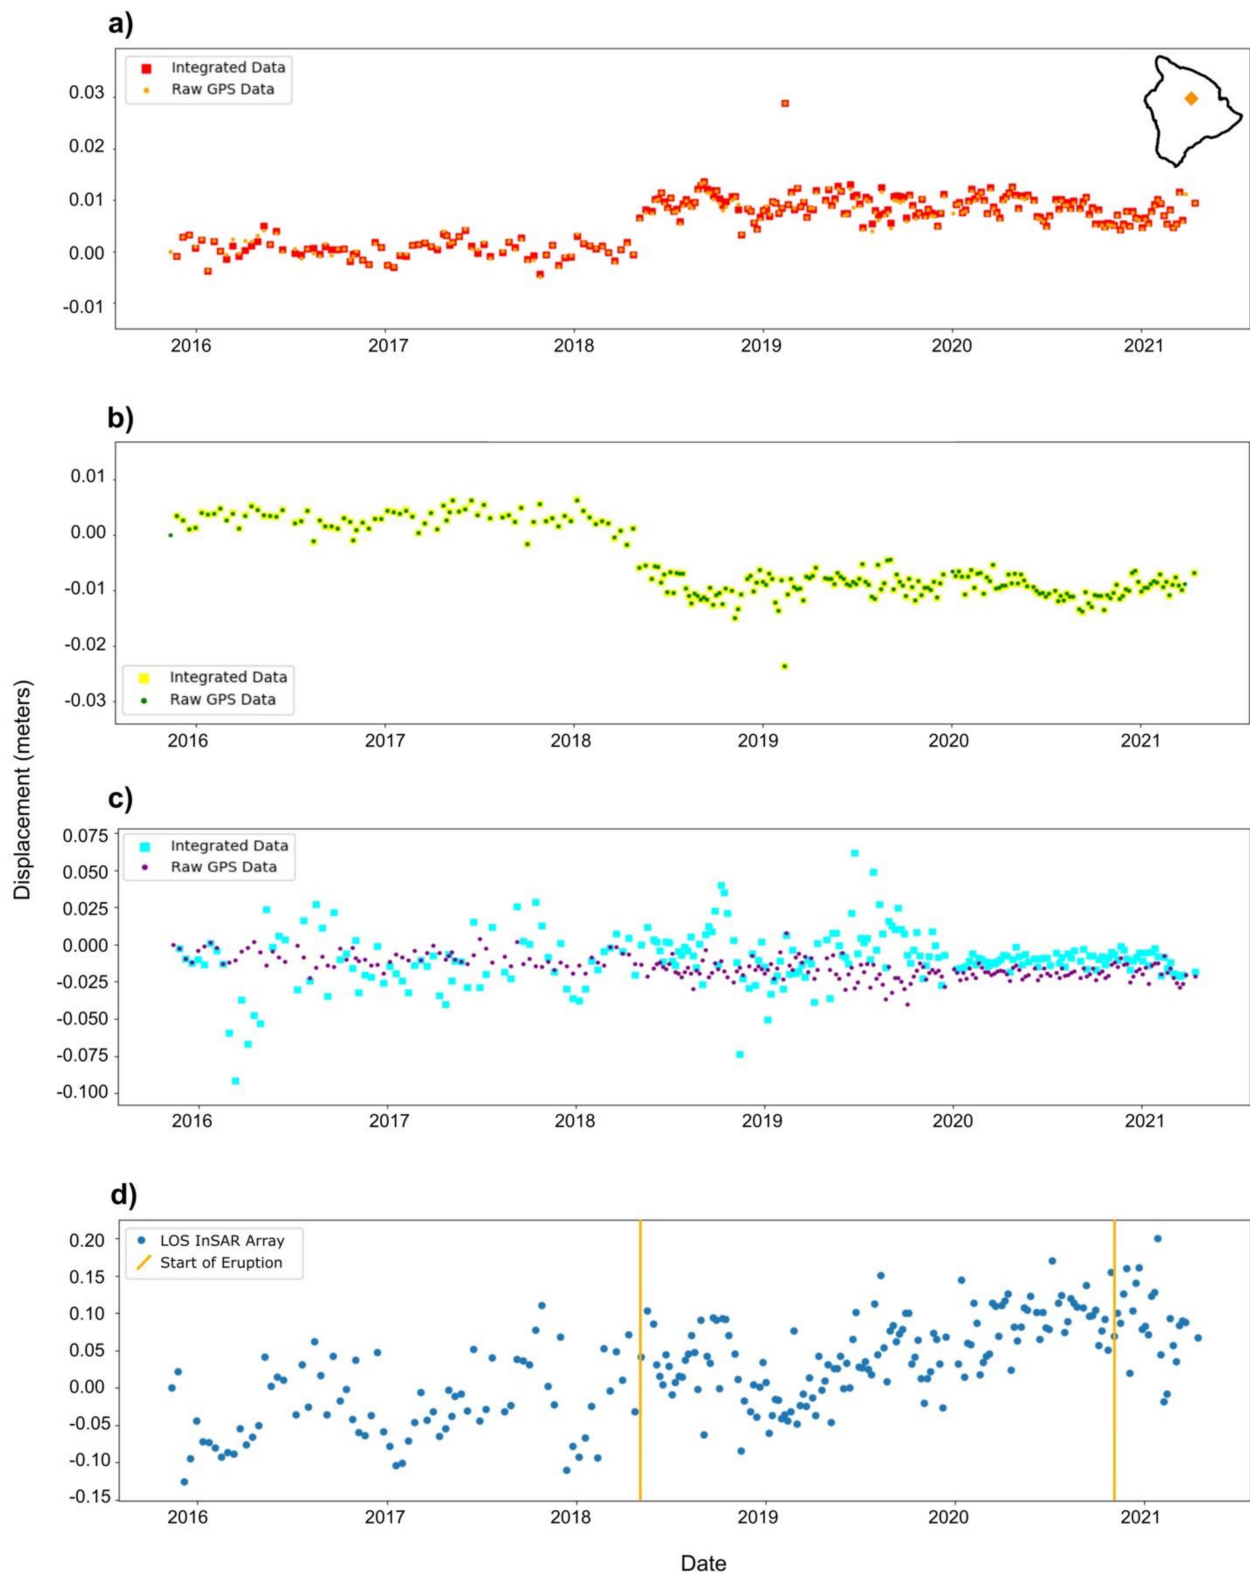 a)
Integrated Data
Raw GPS Data
0.03
0.02
0.01
0.00
-0.01
2016 2017 2018 2019 2020 2021
b)
0.01
0.00
-0.01
-0.02
-0.03
Integrated Data
Raw GPS Data
2016 2017 2018 2019 2020 2021
Displacement (meters)
c)
Integrated Data
Raw GPS Data
0.075
0.050
0.025
0.000
-0.025
-0.050
-0.075
-0.100
2016 2017 2018 2019 2020 2021
d)
LOS InSAR Array
Start of Eruption
0.20
0.15
0.10
0.05
0.00
-0.05
-0.10
-0.15
2016 2017 2018 2019 2020 2021
Date